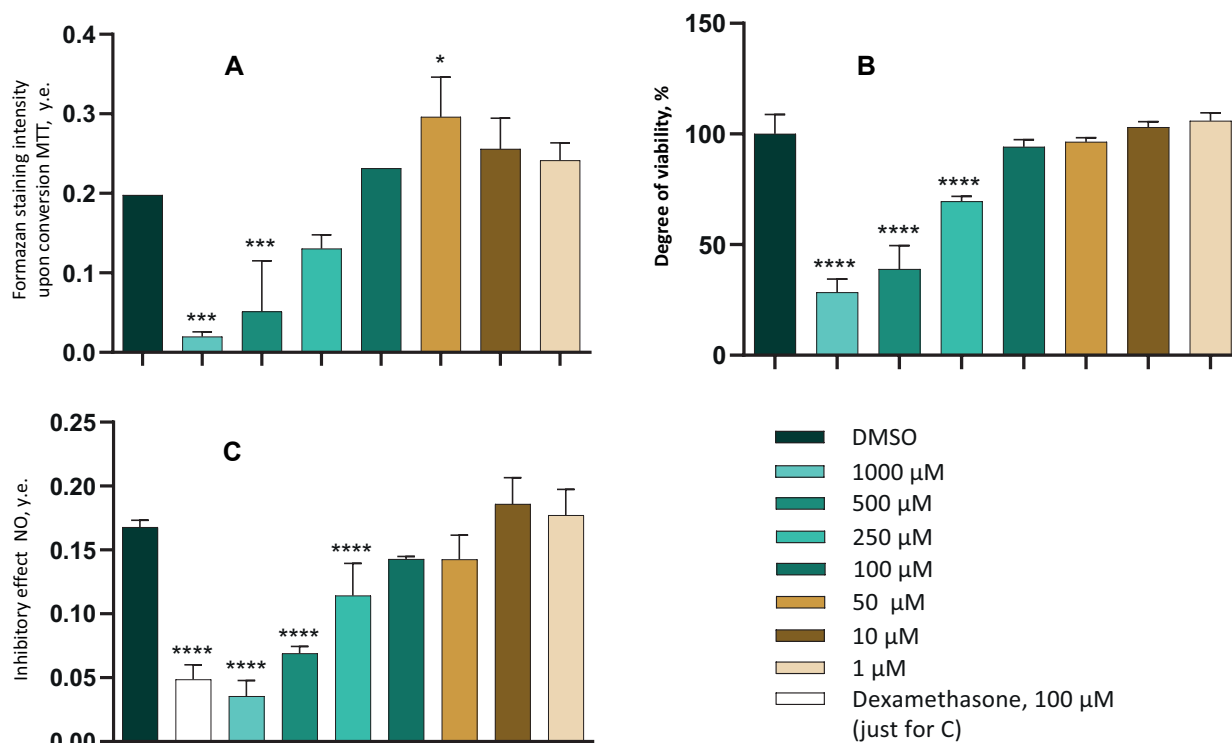 0.4
0.3
0.2
0.1
0.0
Formazan staining intensity
upon conversion MTT, y.e.
A
***
***
*
150
100
50
0
Degree of viability, %
B
****
****
****
0.25
0.20
0.15
0.10
0.05
0.00
Inhibitory effect NO, y.e.
C
****
****
****
****
DMSO
1000 µM
500 µM
250 µM
100 µM
50 µM
10 µM
1 µM
Dexamethasone, 100 µM
(just for C)